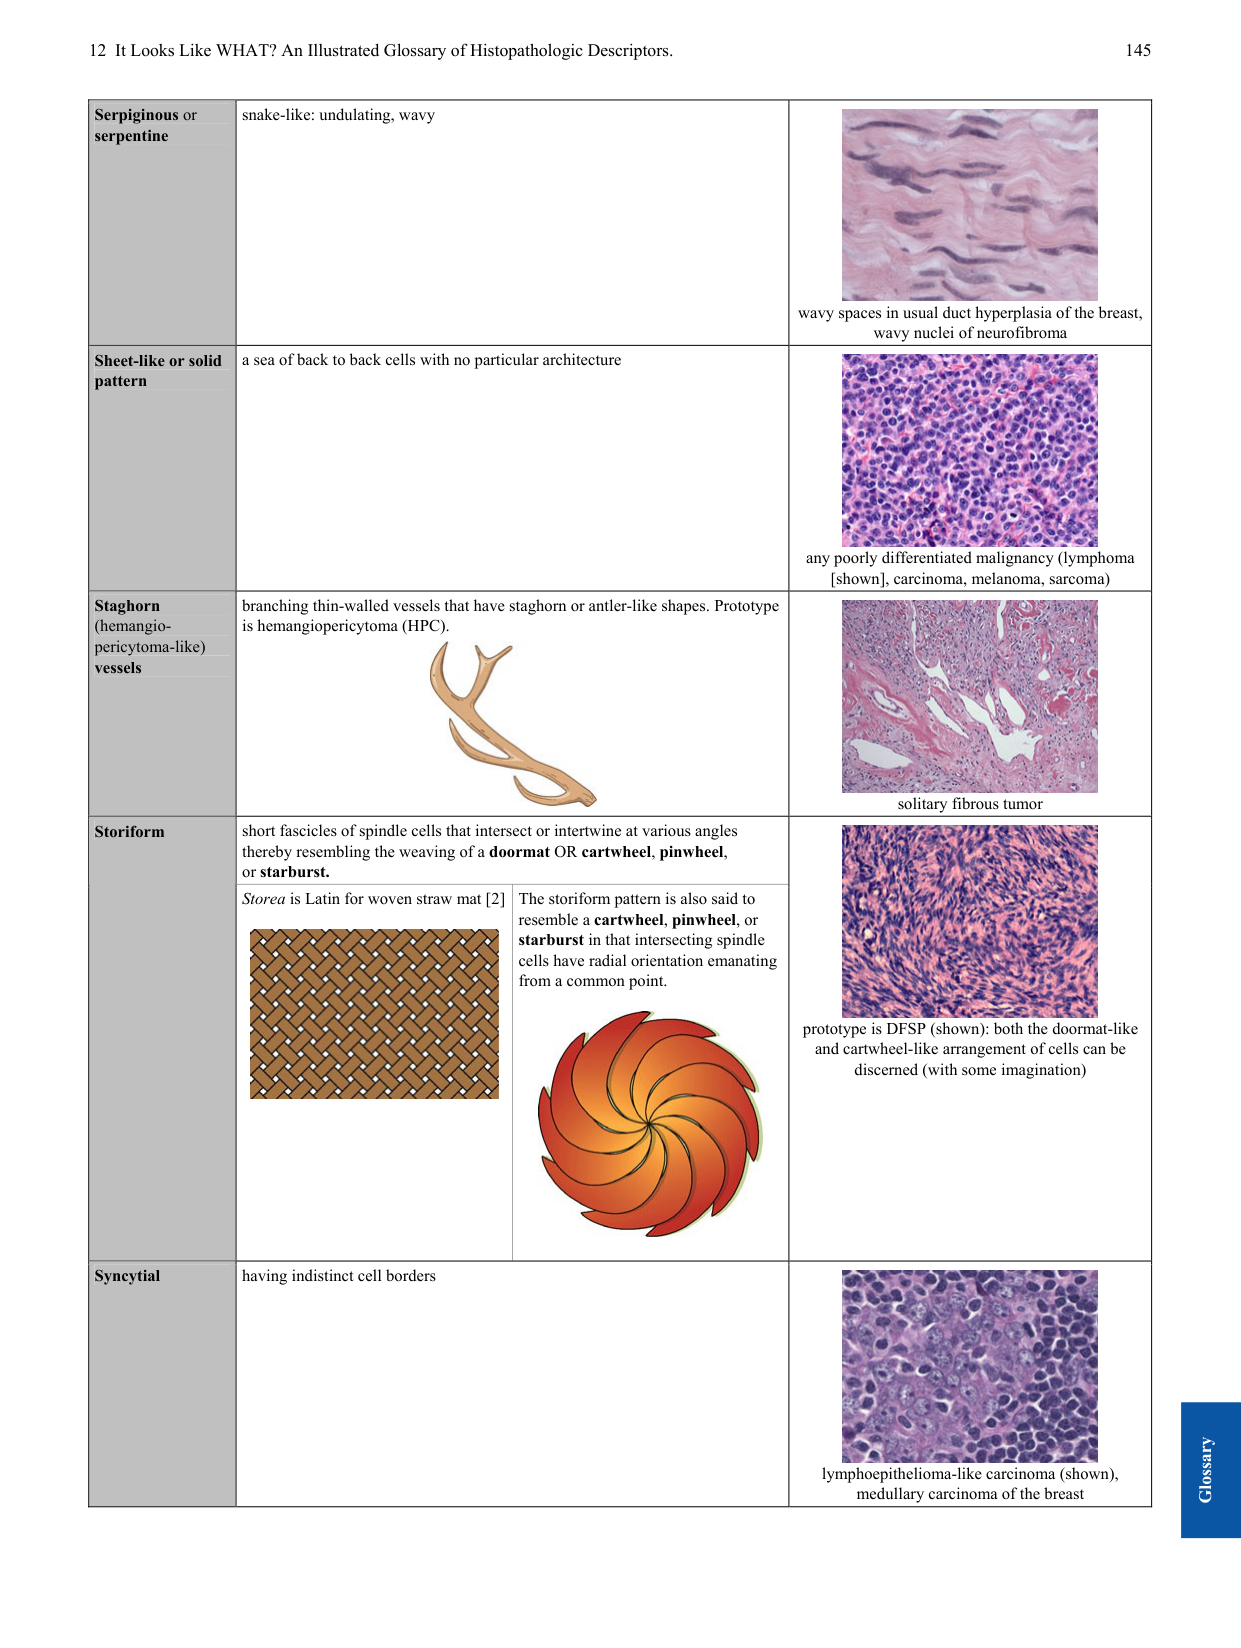 12 It Looks Like WHAT? An Illustrated Glossary of Histopathologic Descriptors.
145
Serpiginous or
serpentine
snake-like: undulating, wavy
wavy spaces in usual duct hyperplasia of the breast,
wavy nuclei of neurofibroma
Sheet-like or solid
pattern
a sea of back to back cells with no particular architecture
any poorly differentiated malignancy (lymphoma
[shown], carcinoma, melanoma, sarcoma)
Staghorn
(hemangio-
pericytoma-like)
vessels
branching thin-walled vessels that have staghorn or antler-like shapes. Prototype
is hemangiopericytoma (HPC).
solitary fibrous tumor
Storiform
short fascicles of spindle cells that intersect or intertwine at various angles
thereby resembling the weaving of a doormat OR cartwheel, pinwheel,
or starburst.
Storea is Latin for woven straw mat [2]
The storiform pattern is also said to
resemble a cartwheel, pinwheel, or
starburst in that intersecting spindle
cells have radial orientation emanating
from a common point.
prototype is DFSP (shown): both the doormat-like
and cartwheel-like arrangement of cells can be
discerned (with some imagination)
Syncytial
having indistinct cell borders
lymphoepithelioma-like carcinoma (shown),
medullary carcinoma of the breast
Glossary